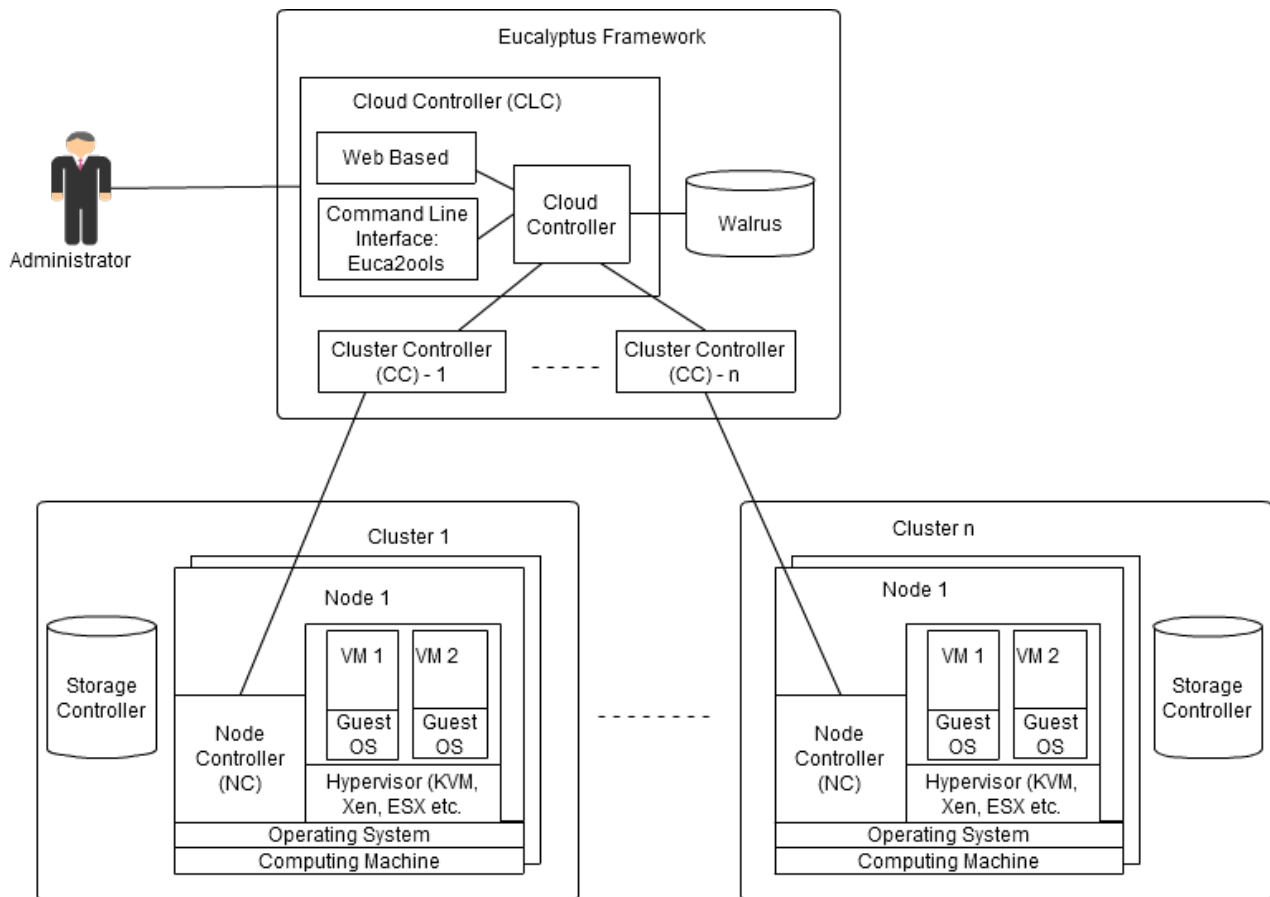 Eucalyptus Framework
Cloud Controller (CLC)
Web Based
Command Line
Interface:
Euca2ools
Cloud
Controller
Walrus
Administrator
Cluster Controller
(CC) - 1
Cluster Controller
(CC) - n
Cluster 1
Node 1
VM 1
VM 2
Storage
Controller
Guest
OS
Guest
OS
Node
Controller
(NC)
Hypervisor (KVM,
Xen, ESX etc.
Operating System
Computing Machine
Cluster n
Node 1
VM 1
VM 2
Guest
OS
Guest
OS
Storage
Controller
Node
Controller
(NC)
Hypervisor (KVM,
Xen, ESX etc.
Operating System
Computing Machine